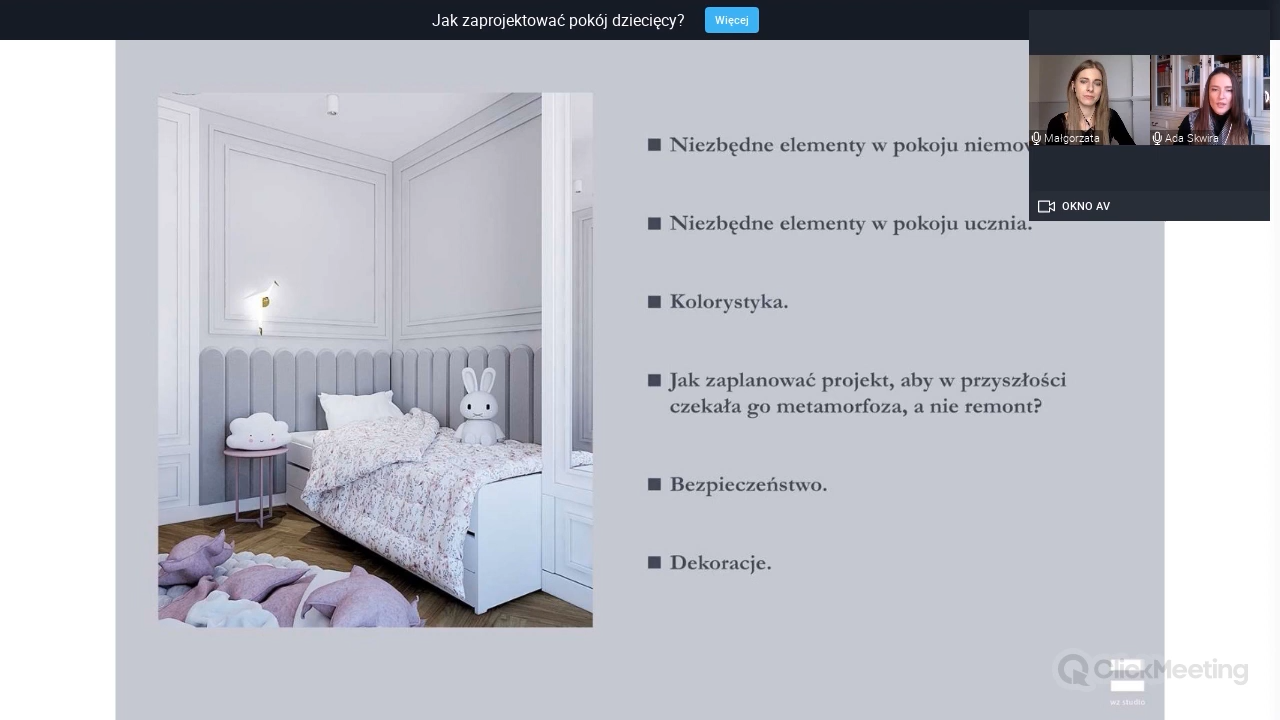 Jak zaprojektować pokój dziecięcy?
Więcej
Małgorzata
Ada Skwira
OKNO AV
Niezbędne elementy w pokoju
Niezbędne elementy w pokoju ucznia.
Kolorystyka.
Jak zaplanować projekt, aby w przyszłości
czekała go metamorfoza, a nie remont?
Bezpieczeństwo.
Dekoracje.
ClickMeeting